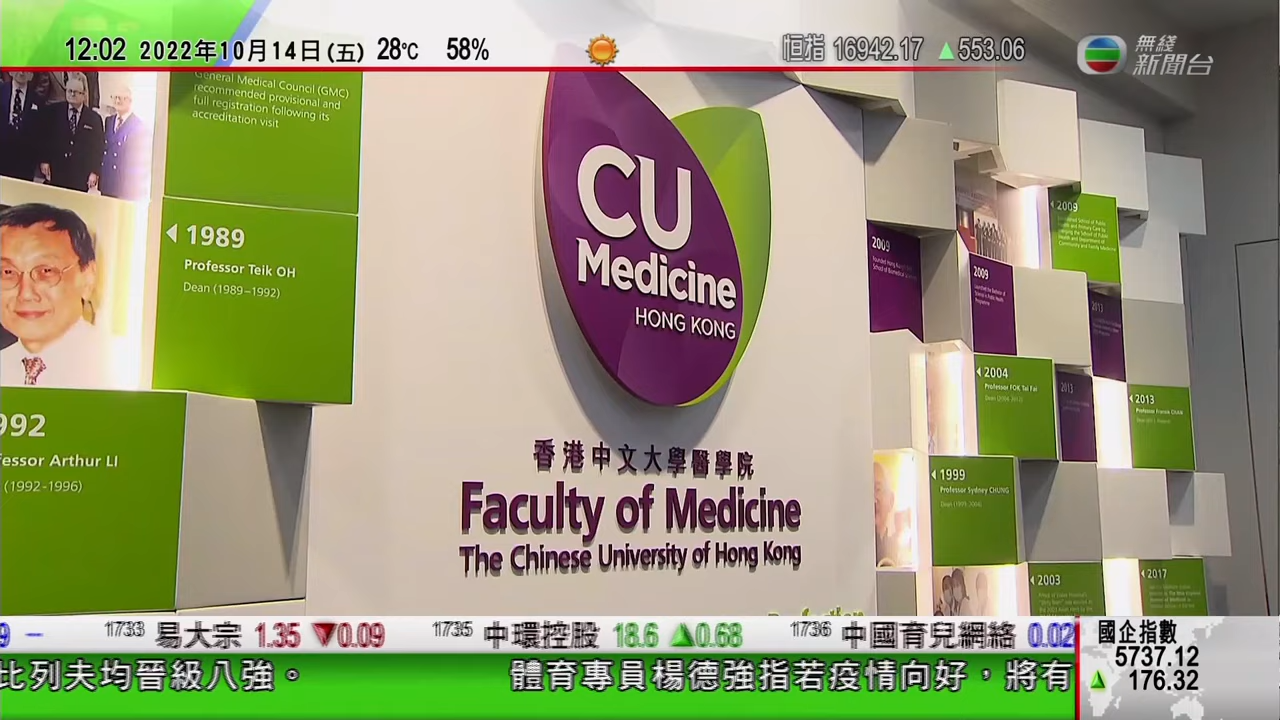 12:02 2022年10月14日(五) 28°C 58%
恒指 16942.17 ▲553.06
無綫
新聞台
General Medical Council (GMC)
recommended provisional and
full registration following its
accreditation visit
1989
Professor Teik OH
Dean (1989–1992)
992
fessor Arthur LI
(1992-1996)
CU
Medicine
HONG KONG
香港中文大學醫學院
Faculty of Medicine
The Chinese University of Hong Kong
2009
2009
2009
2013
2004
Professor FOK Tai Fai
2013
2013
Professor Francis CHAN
1999
Professor Sydney CHUNG
Dean (1999-2004)
2003
2017
9 – 1733 易大宗 1.35 ▼0.09 1735 中環控股 18.6 ▲0.68 1736 中國育兒網絡 0.02
比列夫均晉級八強。 體育專員楊德強指若疫情向好，將有
國企指數
5737.12
▲ 176.32